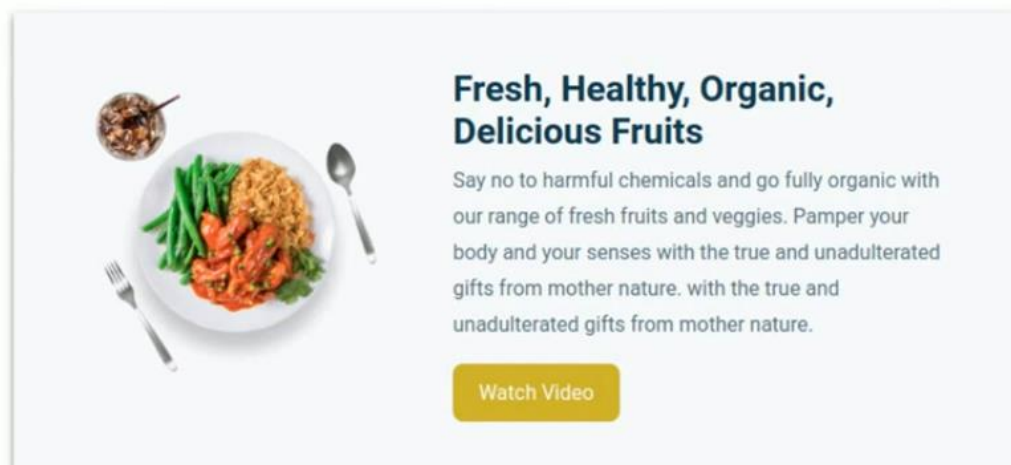 Fresh, Healthy, Organic,
Delicious Fruits
Say no to harmful chemicals and go fully organic with
our range of fresh fruits and veggies. Pamper your
body and your senses with the true and unadulterated
gifts from mother nature. with the true and
unadulterated gifts from mother nature.
Watch Video